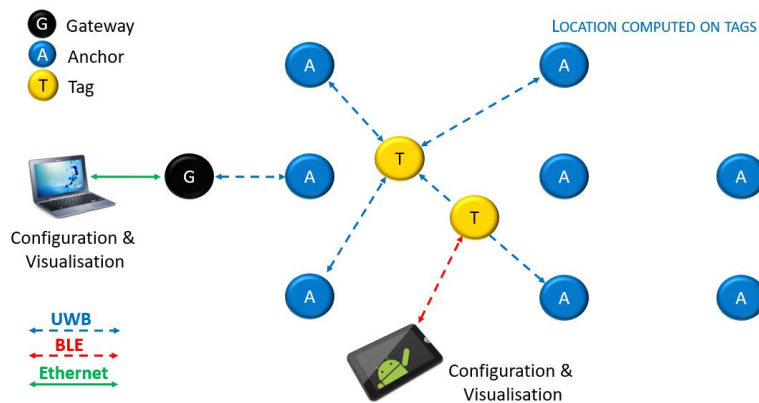 G Gateway
A Anchor
T Tag
LOCATION COMPUTED ON TAGS
A A
T
G A A A
T
Configuration &
Visualisation
A A A
UWB
BLE
Ethernet
Configuration &
Visualisation